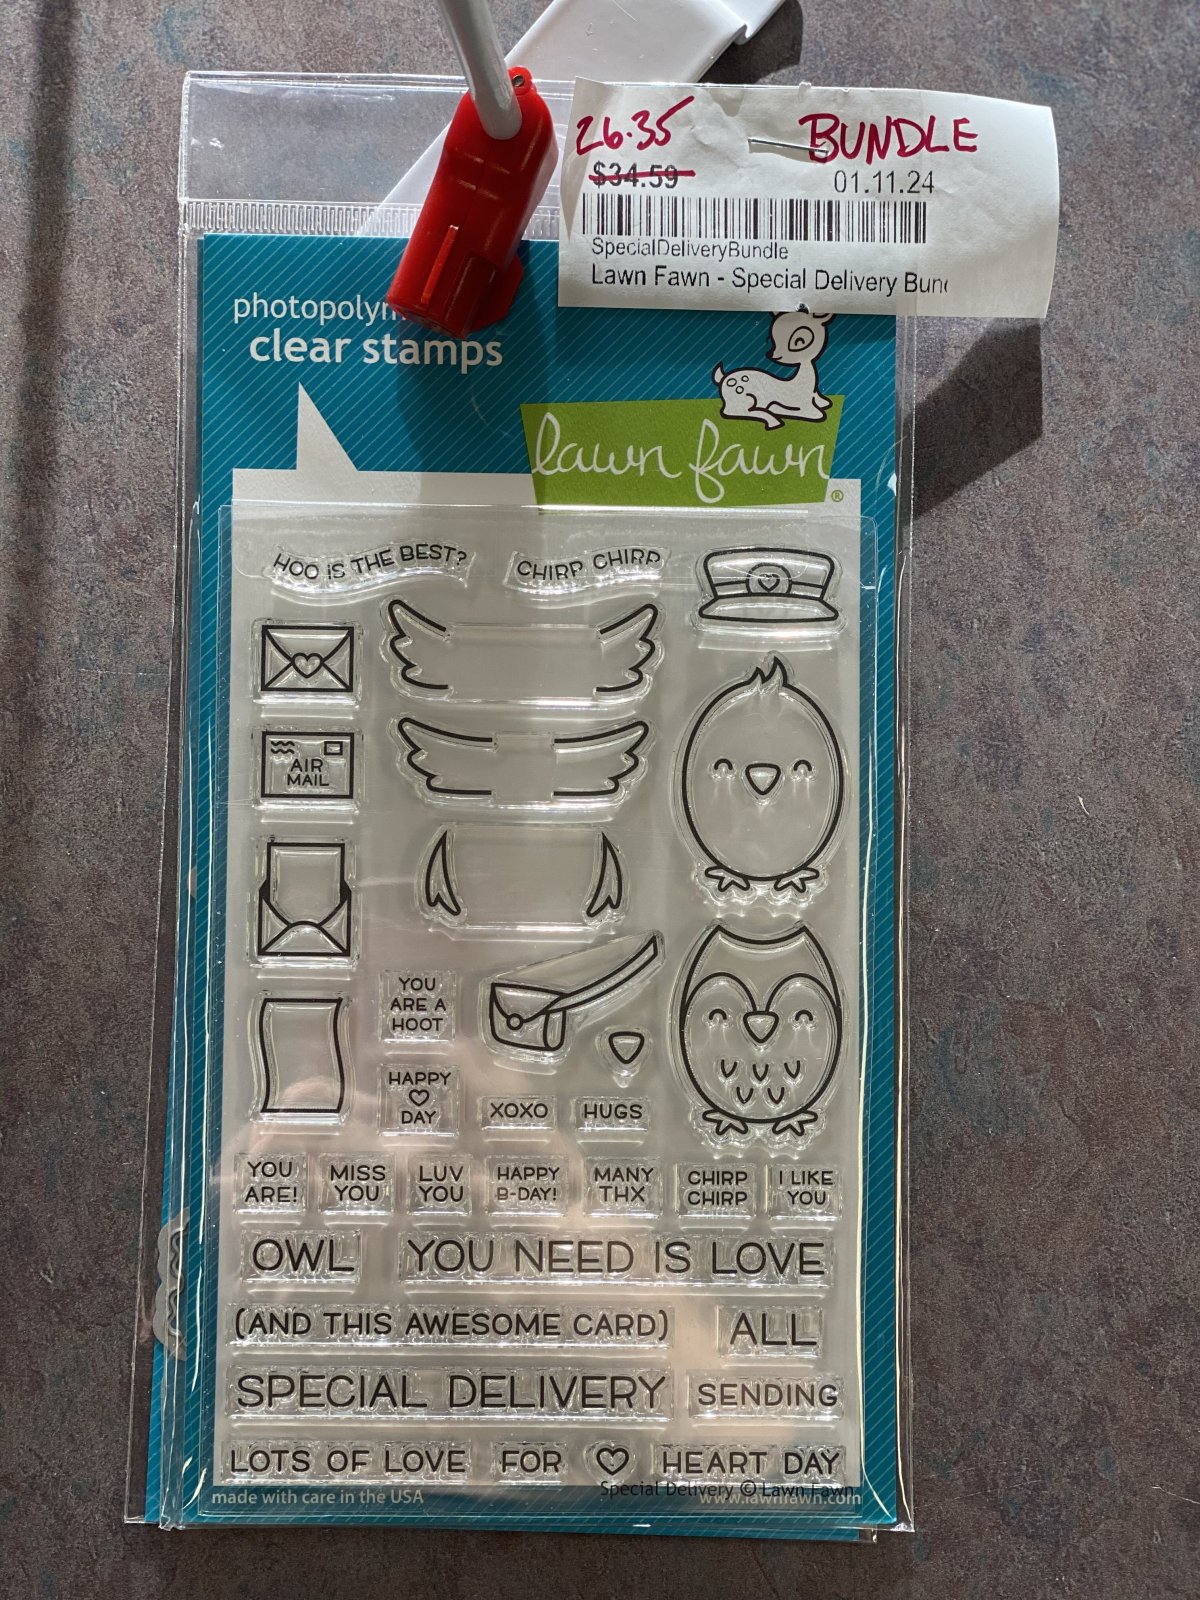 26.35 BUNDLE
$34.59 01.11.24
SpecialDeliveryBundle
Lawn Fawn - Special Delivery
clear stamps
lawn fawn®
HOO IS THE BEST? CHIRP CHIRP
AIR
MAIL
YOU
ARE A
HOOT
HAPPY
DAY
XOXO HUGS
YOU
ARE!
MISS
YOU
LUV
YOU
HAPPY
B-DAY!
MANY
THX
CHIRP
CHIRP
I LIKE
YOU
OWL YOU NEED IS LOVE
(AND THIS AWESOME CARD) ALL
SPECIAL DELIVERY SENDING
LOTS OF LOVE FOR HEART DAY
Special Delivery © Lawn Fawn
made with care in the USA www.lawnfawn.com